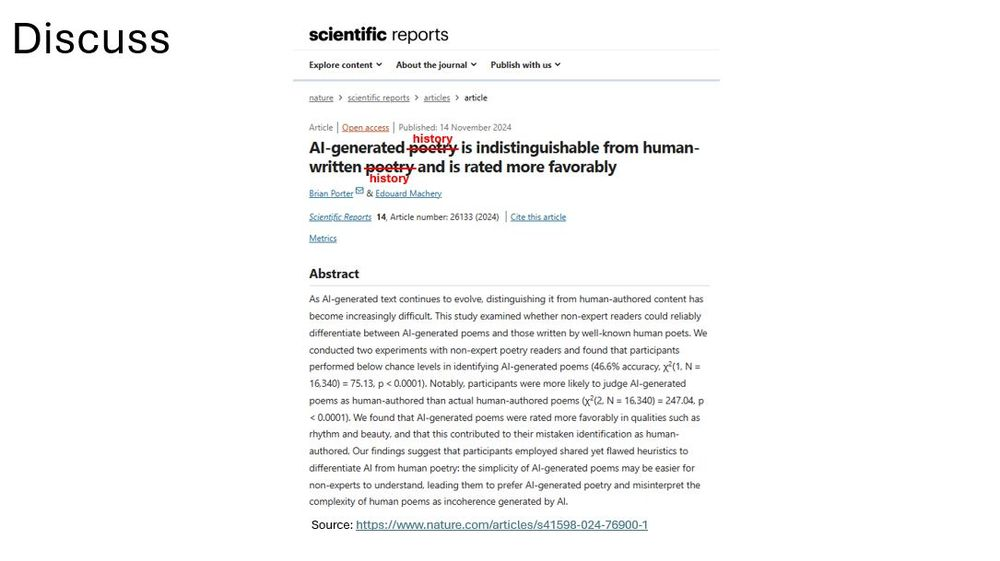 Discuss
scientific reports
Explore content About the journal Publish with us
nature > scientific reports > articles > article
Article | Open access | Published: 14 November 2024
history
AI-generated poetry is indistinguishable from human-
written poetry and is rated more favorably
history
Brian Porter & Edouard Machery
Scientific Reports 14, Article number: 26133 (2024) | Cite this article
Metrics
Abstract
As AI-generated text continues to evolve, distinguishing it from human-authored content has
become increasingly difficult. This study examined whether non-expert readers could reliably
differentiate between AI-generated poems and those written by well-known human poets. We
conducted two experiments with non-expert poetry readers and found that participants
performed below chance levels in identifying AI-generated poems (46.6% accuracy, χ²(1, N =
16,340) = 75.13, p < 0.0001). Notably, participants were more likely to judge AI-generated
poems as human-authored than actual human-authored poems (χ²(2, N = 16,340) = 247.04, p
< 0.0001). We found that AI-generated poems were rated more favorably in qualities such as
rhythm and beauty, and that this contributed to their mistaken identification as human-
authored. Our findings suggest that participants employed shared yet flawed heuristics to
differentiate AI from human poetry: the simplicity of AI-generated poems may be easier for
non-experts to understand, leading them to prefer AI-generated poetry and misinterpret the
complexity of human poems as incoherence generated by AI.
Source: https://www.nature.com/articles/s41598-024-76900-1